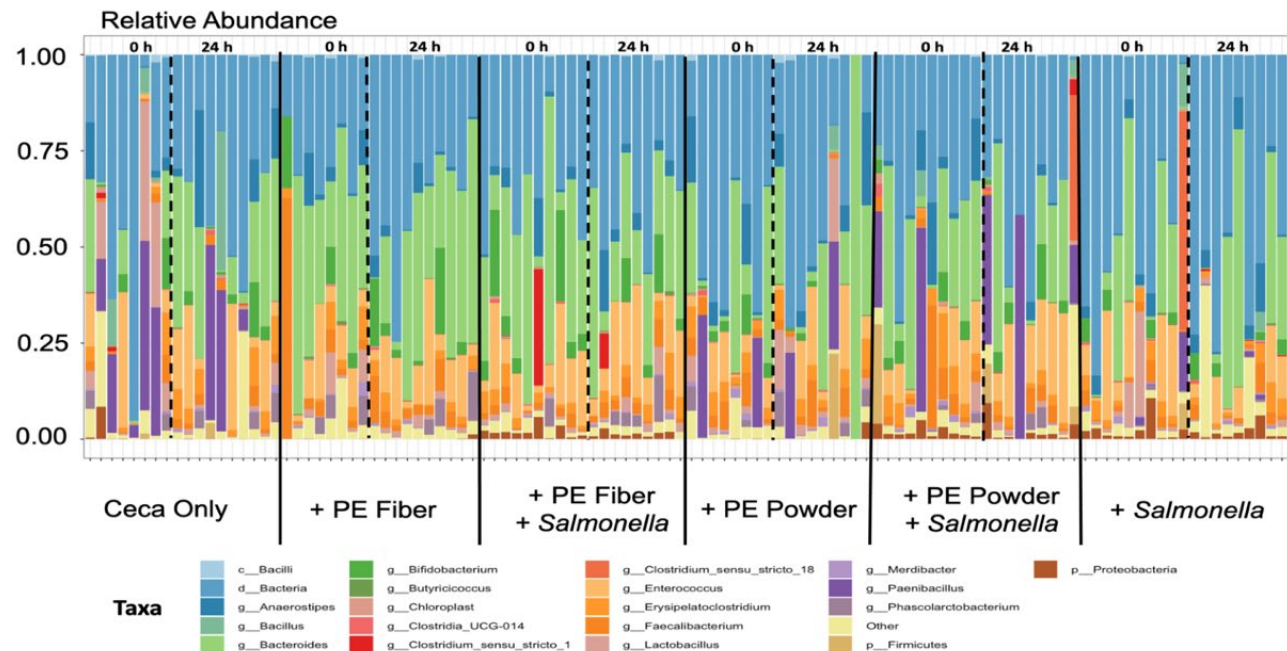 Relative Abundance
0 h 24 h 0 h 24 h 0 h 24 h 0 h 24 h 0 h 24 h 0 h 24 h
1.00
0.75
0.50
0.25
0.00
Ceca Only
+ PE Fiber
+ PE Fiber
+ Salmonella
+ PE Powder
+ PE Powder
+ Salmonella
+ Salmonella
Taxa
c__Bacilli
d__Bacteria
g__Anaerostipes
g__Bacillus
g__Bacteroides
g__Bifidobacterium
g__Butyricicoccus
g__Chloroplast
g__Clostridia_UCG-014
g__Clostridium_sensu_stricto_1
g__Clostridium_sensu_stricto_18
g__Enterococcus
g__Erysipelatoclostridium
g__Faecalibacterium
g__Lactobacillus
g__Merdibacter
g__Paenibacillus
g__Phascolarctobacterium
Other
p__Firmicutes
p__Proteobacteria